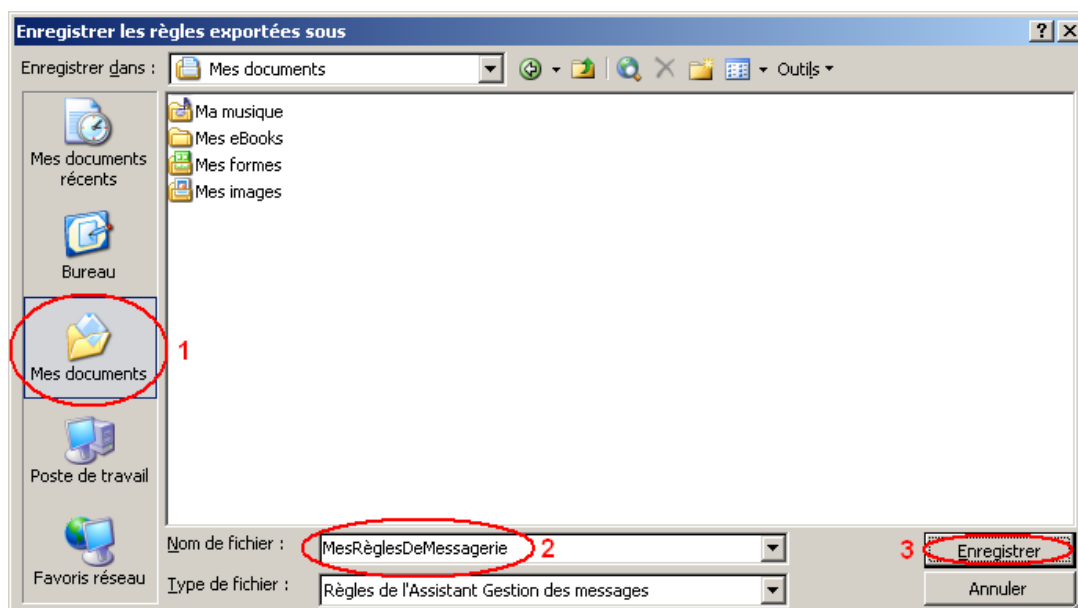 Enregistrer les règles exportées sous
Enregistrer dans : Mes documents Outils
Ma musique
Mes eBooks
Mes formes
Mes images
Mes documents
récents
Bureau
Mes documents 1
Poste de travail
Favoris réseau
Nom de fichier : MesRèglesDeMessagerie 2 3 Enregistrer
Type de fichier : Règles de l'Assistant Gestion des messages Annuler